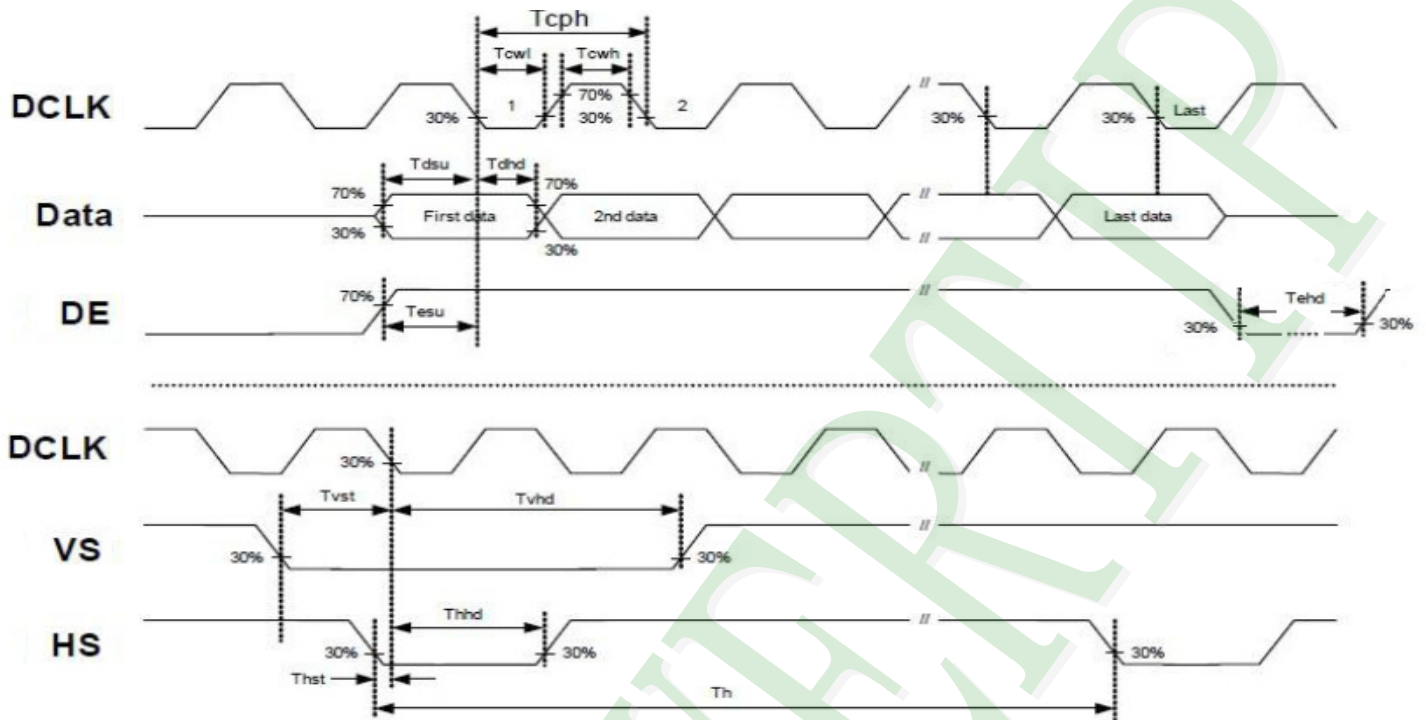 Tcph
Tcwl Tcwh
DCLK 30% 1 70% 30% 2 // 30% 30% Last
Tdsu Tdhd
70% 70%
Data First data 2nd data // // Last data
30% 30%
DE 70% Tesu // 30% Tehd 30%
DCLK 30% //
Tvst Tvhd
VS 30% 30% //
Thhd
HS 30% 30% // 30%
Thst
Th
VERTIP